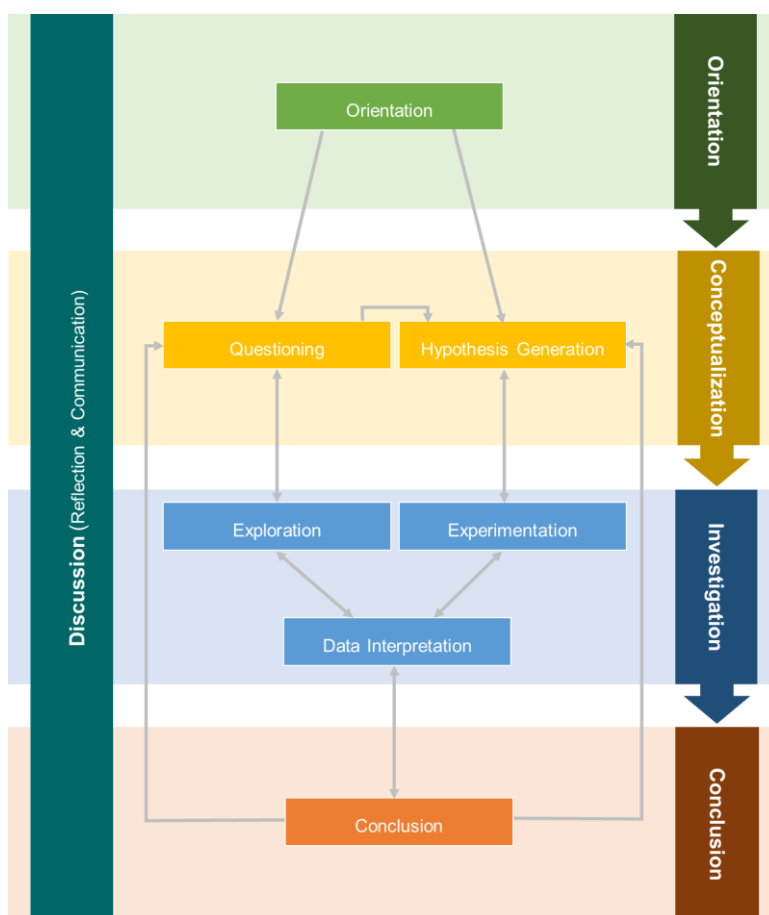 Orientation
Orientation
Conceptualization
Questioning
Hypothesis Generation
Discussion (Reflection & Communication)
Exploration
Experimentation
Investigation
Data Interpretation
Conclusion
Conclusion